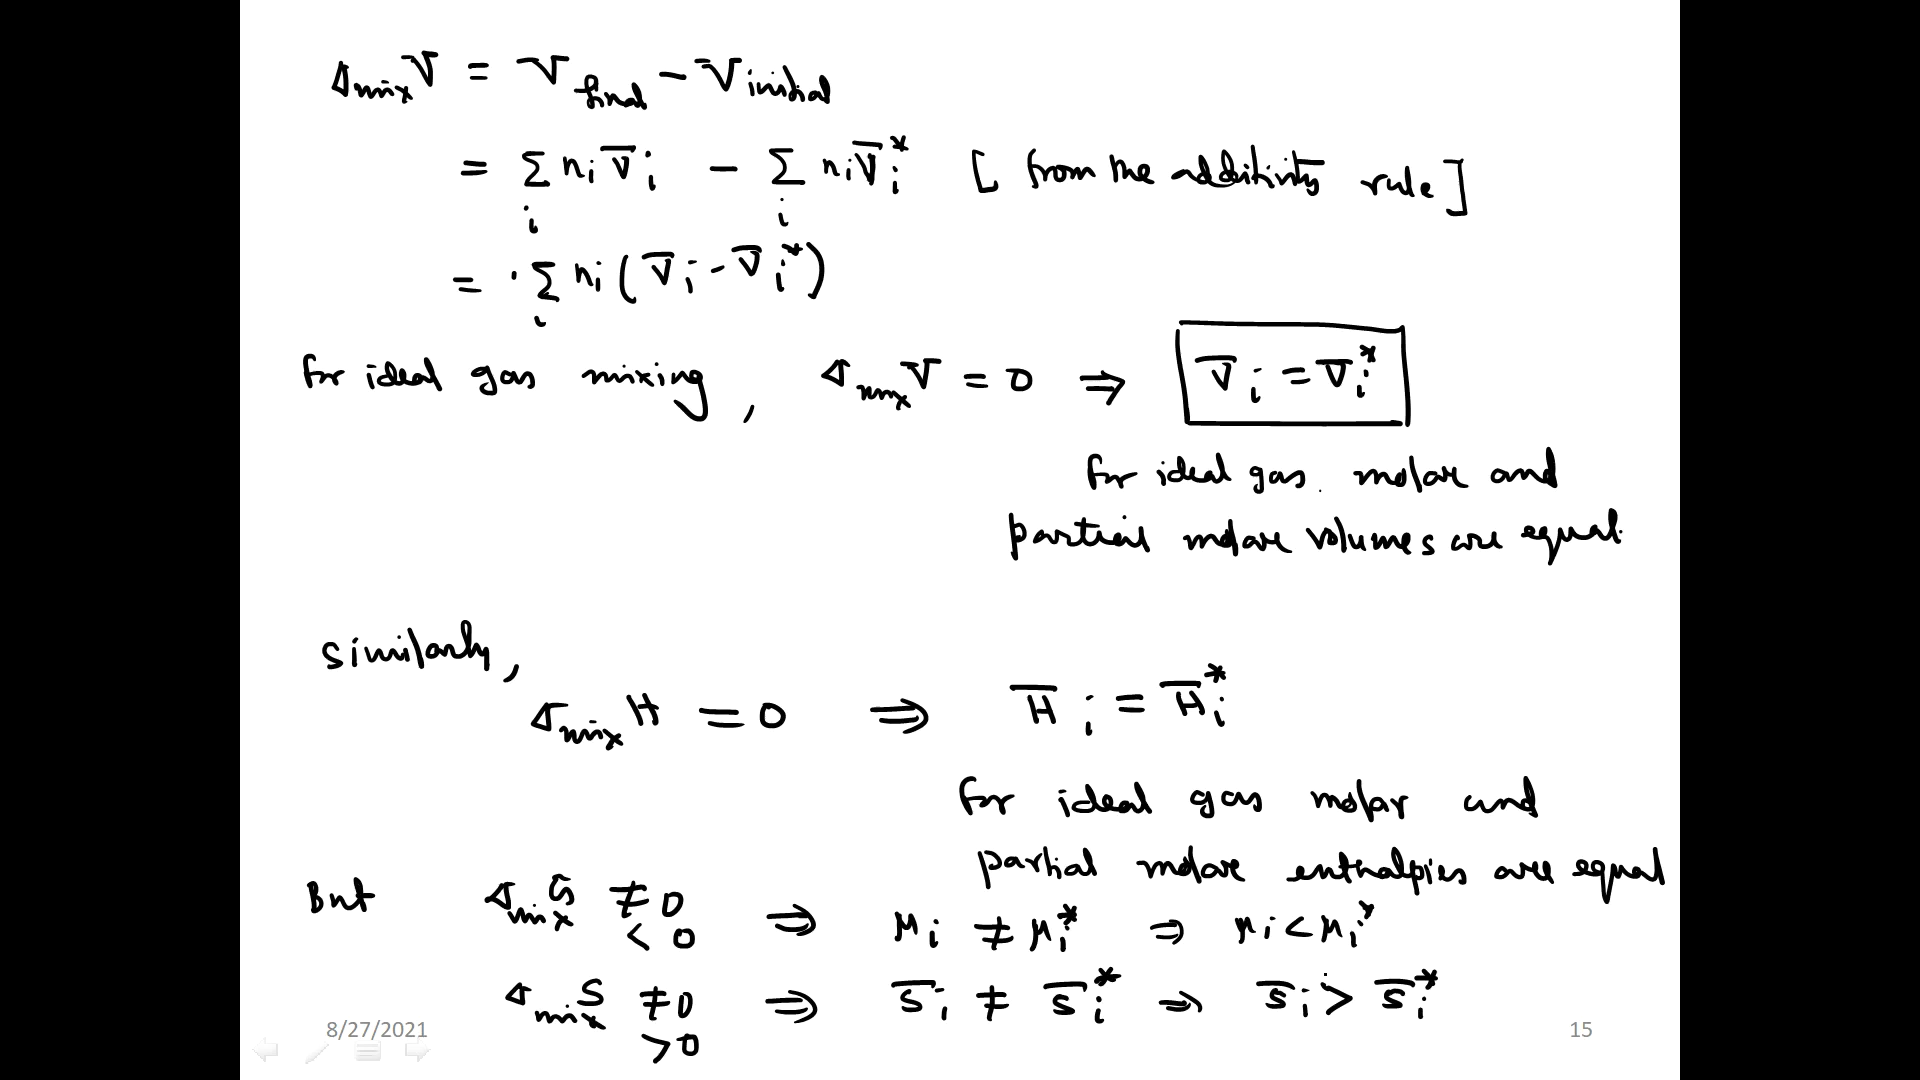 Δmix V = V final − V initial
= Σi ni V̅i − Σi ni V̅i* [ from the additivity rule ]
= Σi ni ( V̅i − V̅i* )
for ideal gas mixing, Δmix V = 0 ⇒ V̅i = V̅i*
for ideal gas molar and
partial molar volumes are equal.
similarly,
Δmix H = 0 ⇒ H̅i = H̅i*
for ideal gas molar and
partial molar enthalpies are equal
But Δmix G ≠ 0 ⇒ μi ≠ μi* ⇒ μi < μi*
< 0
Δmix S ≠ 0 ⇒ S̅i ≠ S̅i* ⇒ S̅i > S̅i*
> 0
8/27/2021 15